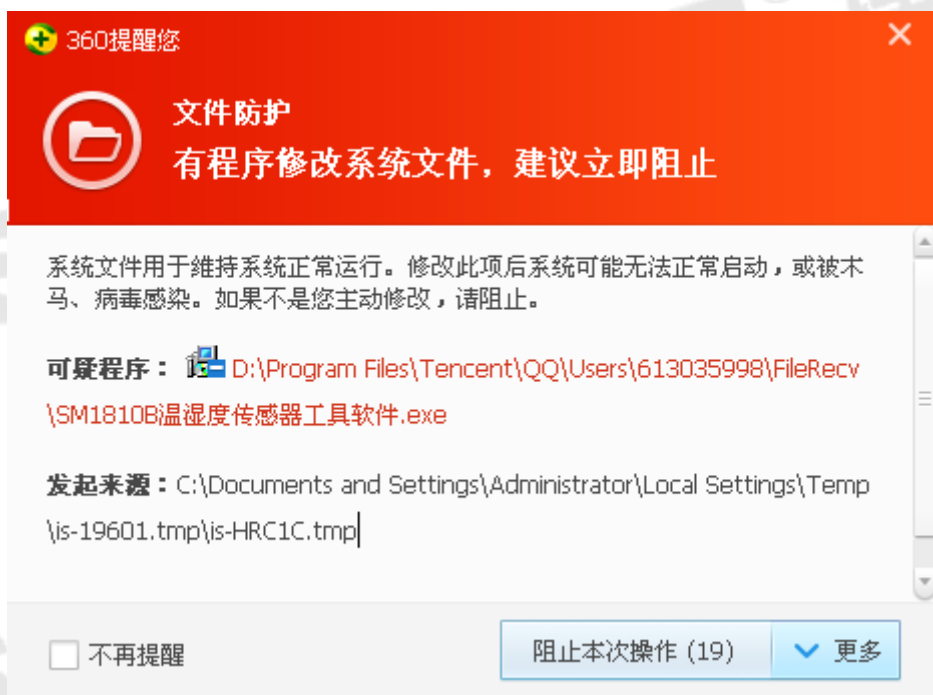 360提醒您
文件防护
有程序修改系统文件，建议立即阻止
系统文件用于维持系统正常运行。修改此项后系统可能无法正常启动，或被木
马、病毒感染。如果不是您主动修改，请阻止。
可疑程序： D:\Program Files\Tencent\QQ\Users\613035998\FileRecv
\SM1810B温湿度传感器工具软件.exe
发起来源：C:\Documents and Settings\Administrator\Local Settings\Temp
\is-19601.tmp\is-HRC1C.tmp
不再提醒
阻止本次操作 (19)
更多